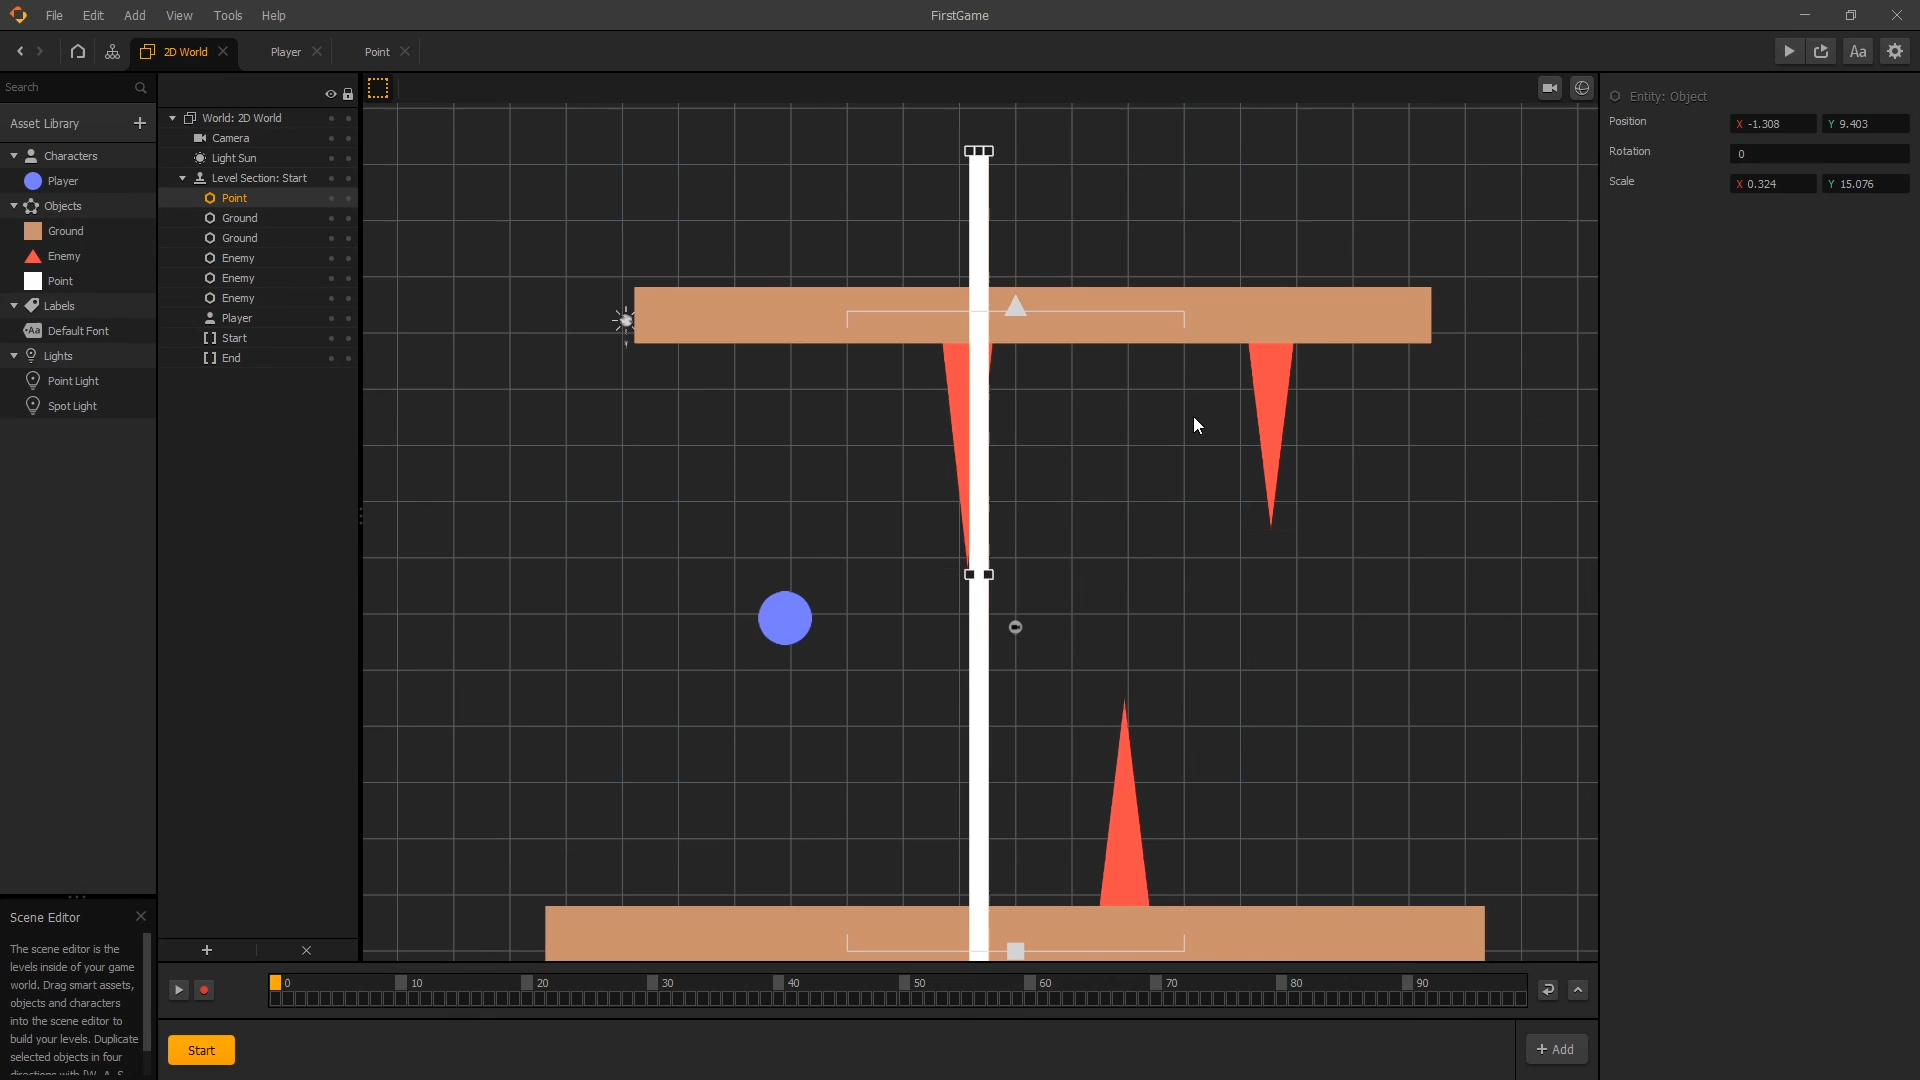 File Edit Add View Tools Help FirstGame
2D World Player Point Aa
Search
Asset Library
Characters
Player
Objects
Ground
Enemy
Point
Labels
Aa Default Font
Lights
Point Light
Spot Light
World: 2D World
Camera
Light Sun
Level Section: Start
Point
Ground
Ground
Enemy
Enemy
Enemy
Player
Start
End
Entity: Object
Position X -1.308 Y 9.403
Rotation 0
Scale X 0.324 Y 15.076
Scene Editor
The scene editor is the
levels inside of your game
world. Drag smart assets,
objects and characters
into the scene editor to
build your levels. Duplicate
selected objects in four
directions with [W, A, S,
0 10 20 30 40 50 60 70 80 90
Start
+ Add